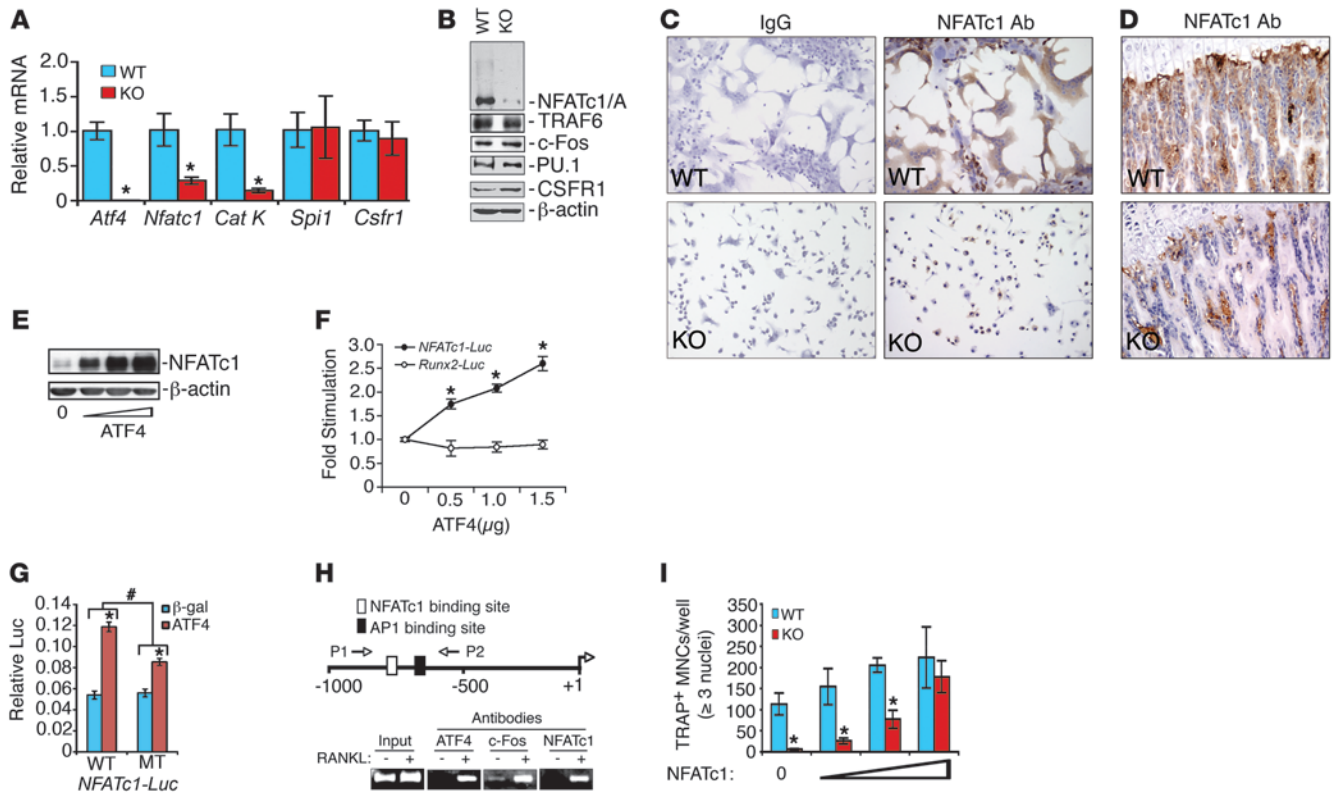 A
Relative mRNA
2.0
1.5
1.0
0.5
0
WT
KO
*
*
*
Atf4 Nfatc1 Cat K Spi1 Csfr1
B
WT
KO
-NFATc1/A
-TRAF6
-c-Fos
-PU.1
-CSFR1
-β-actin
C
IgG NFATc1 Ab
WT WT
KO KO
D
NFATc1 Ab
WT
KO
E
-NFATc1
-β-actin
0
ATF4
F
Fold Stimulation
3.0
2.5
2.0
1.5
1.0
0.5
0
NFATc1-Luc
Runx2-Luc
*
*
*
0 0.5 1.0 1.5
ATF4(μg)
G
Relative Luc
0.14
0.12
0.10
0.08
0.06
0.04
0.02
0
#
β-gal
ATF4
*
*
WT MT
NFATc1-Luc
H
NFATc1 binding site
AP1 binding site
P1 P2
-1000 -500 +1
Antibodies
Input ATF4 c-Fos NFATc1
RANKL: - + - + - + - +
I
TRAP+ MNCs/well
(≥ 3 nuclei)
350
300
250
200
150
100
50
0
WT
KO
*
*
*
NFATc1: 0